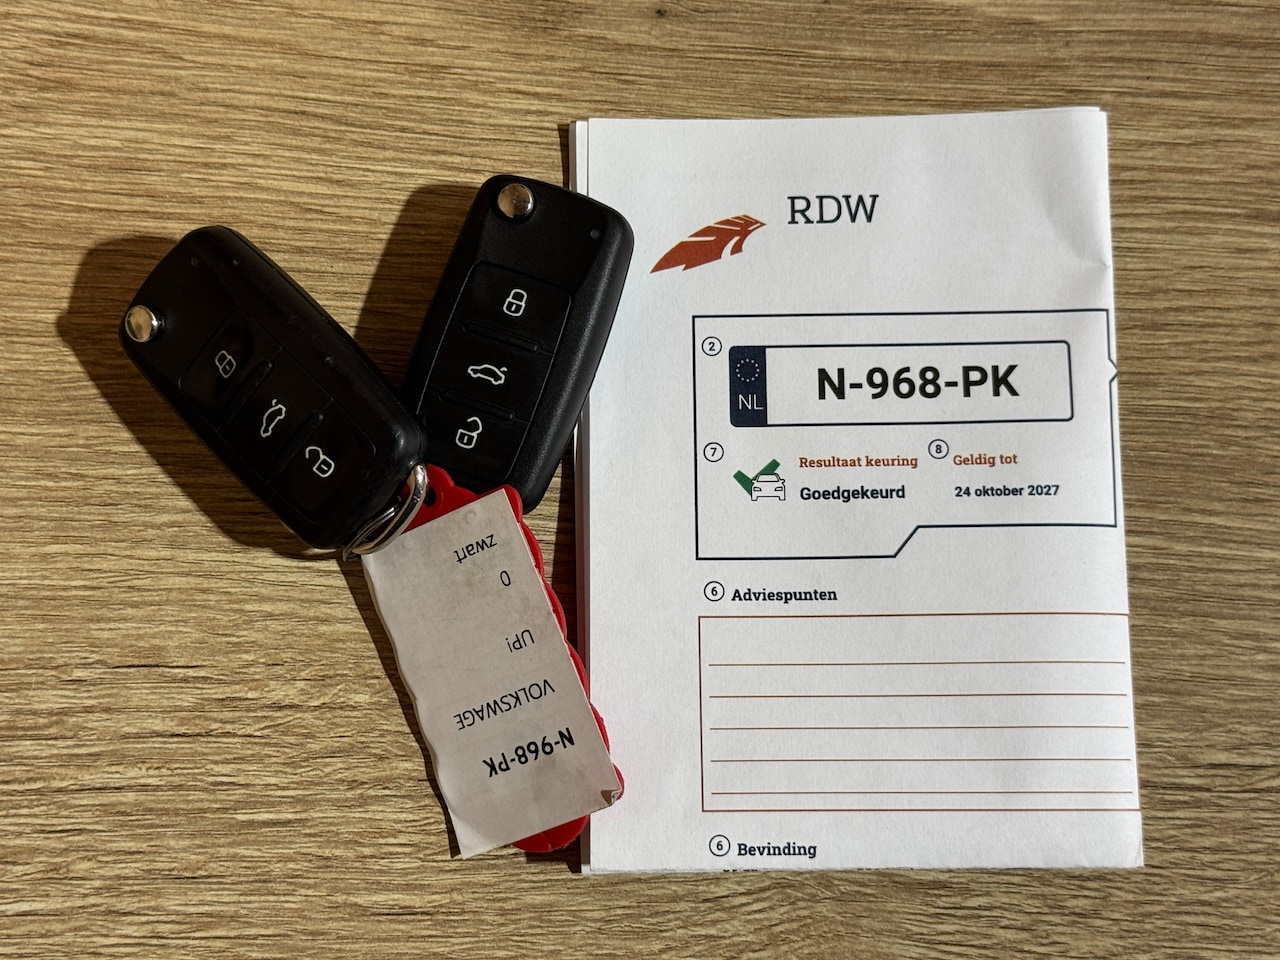 RDW
2
NL
N-968-PK
7
Resultaat keuring
Goedgekeurd
8
Geldig tot
24 oktober 2027
6 Adviespunten
6 Bevinding
N-968-PK
VOLKSWAGE
UP!
0
zwart